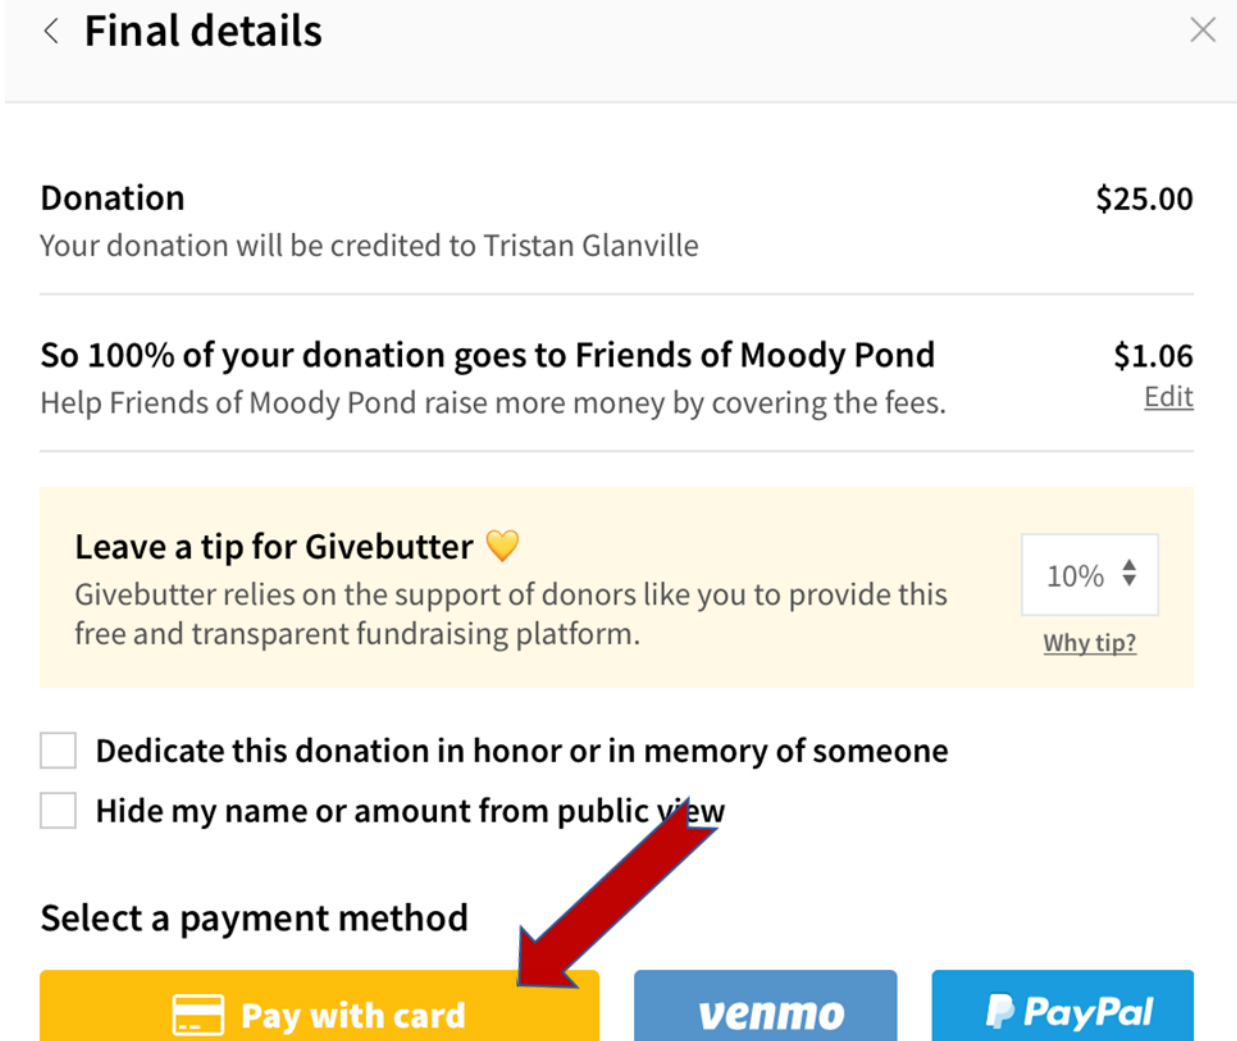 Final details
Donation
$25.00
Your donation will be credited to Tristan Glanville
So 100% of your donation goes to Friends of Moody Pond
$1.06
Help Friends of Moody Pond raise more money by covering the fees.
Edit
Leave a tip for Givebutter 💛
Givebutter relies on the support of donors like you to provide this
free and transparent fundraising platform.
10%
Why tip?
Dedicate this donation in honor or in memory of someone
Hide my name or amount from public view
Select a payment method
Pay with card
venmo
PayPal